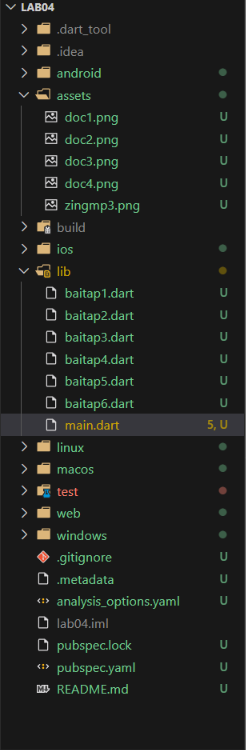 LAB04
.dart_tool
.idea
android
assets
doc1.png U
doc2.png U
doc3.png U
doc4.png U
zingmp3.png U
build
ios
lib
baitap1.dart U
baitap2.dart U
baitap3.dart U
baitap4.dart U
baitap5.dart U
baitap6.dart U
main.dart 5, U
linux
macos
test
web
windows
.gitignore U
.metadata U
analysis_options.yaml U
lab04.iml
pubspec.lock U
pubspec.yaml U
README.md U